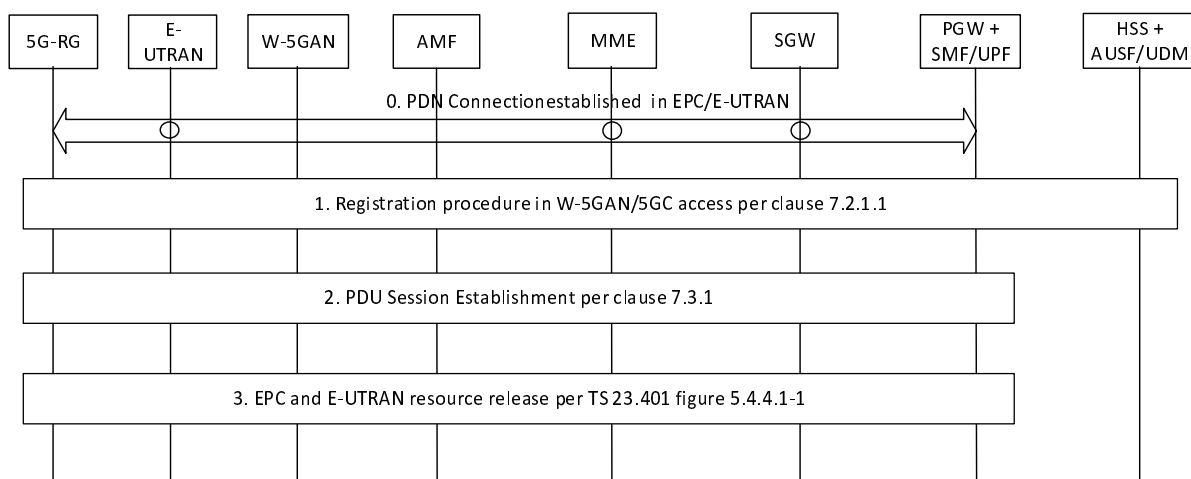 5G-RG
E-
UTRAN
W-5GAN
AMF
MME
SGW
PGW +
SMF/UPF
HSS +
AUSF/UDM
0. PDN Connectionestablished in EPC/E-UTRAN
1. Registration procedure in W-5GAN/5GC access per clause 7.2.1.1
2. PDU Session Establishment per clause 7.3.1
3. EPC and E-UTRAN resource release per TS 23.401 figure 5.4.4.1-1